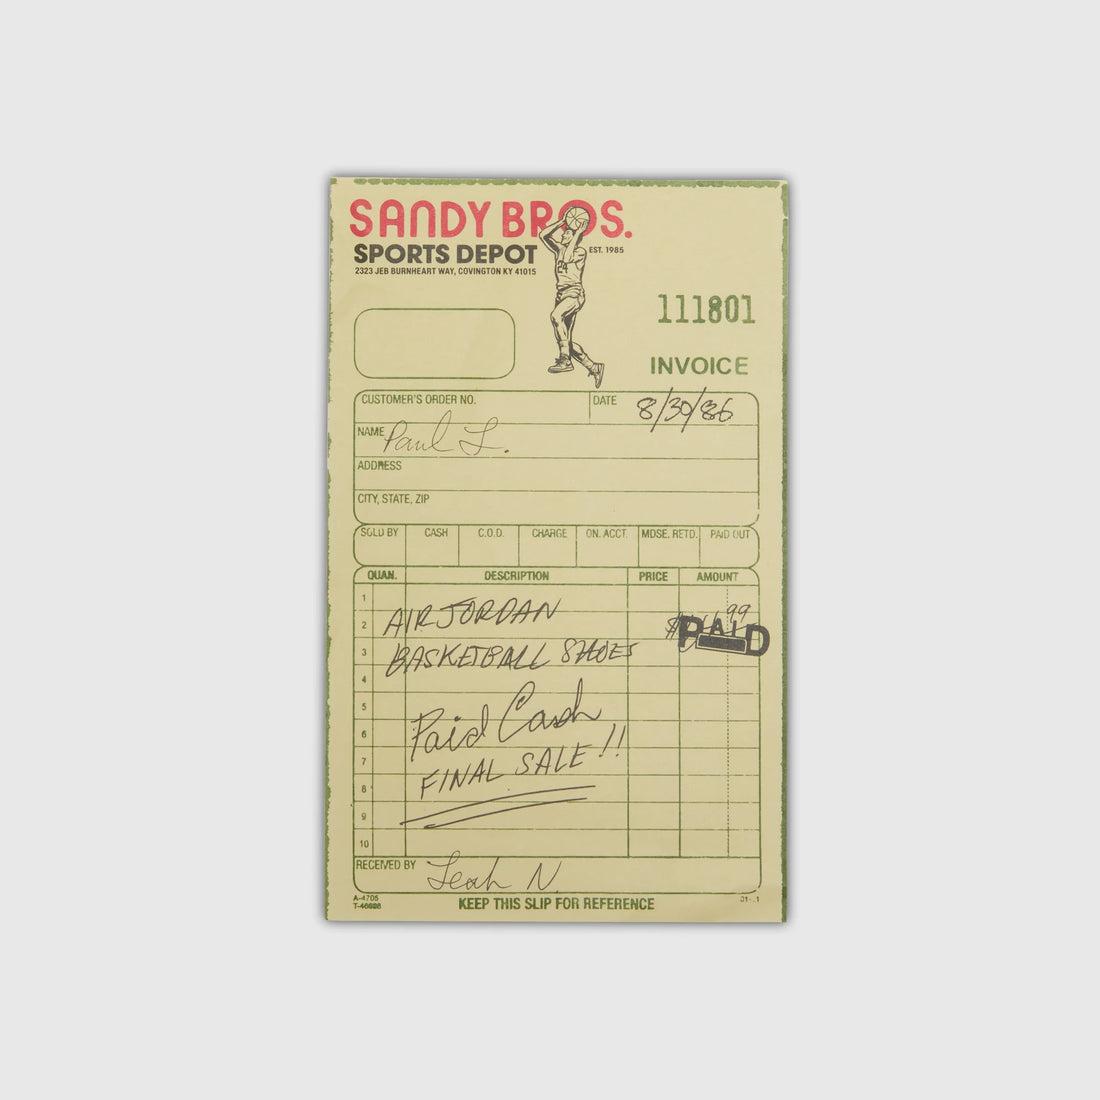 SANDY BROS.
SPORTS DEPOT
EST. 1985
2323 JEB BURNHEART WAY, COVINGTON KY 41015
24
111801
INVOICE
CUSTOMER'S ORDER NO.
DATE 8/30/86
NAME Paul L.
ADDRESS
CITY, STATE, ZIP
SOLD BY CASH C.O.D. CHARGE ON. ACCT. MDSE. RETD. PAID OUT
QUAN. DESCRIPTION PRICE AMOUNT
1
2 AIR JORDAN $ 99 PAID
3 BASKETBALL SHOES
4
5
6 Paid Cash
7 FINAL SALE!!
8
9
10
RECEIVED BY Leah N.
A-4705
KEEP THIS SLIP FOR REFERENCE